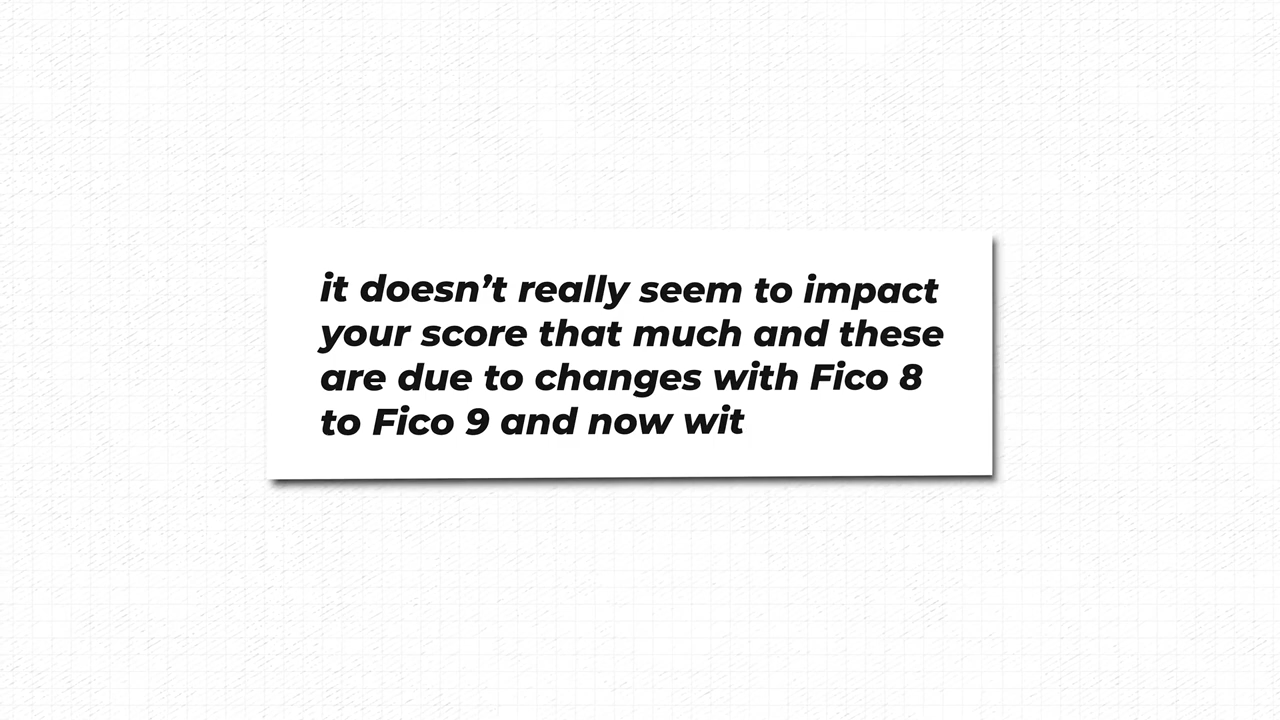 it doesn’t really seem to impact
your score that much and these
are due to changes with Fico 8
to Fico 9 and now wit